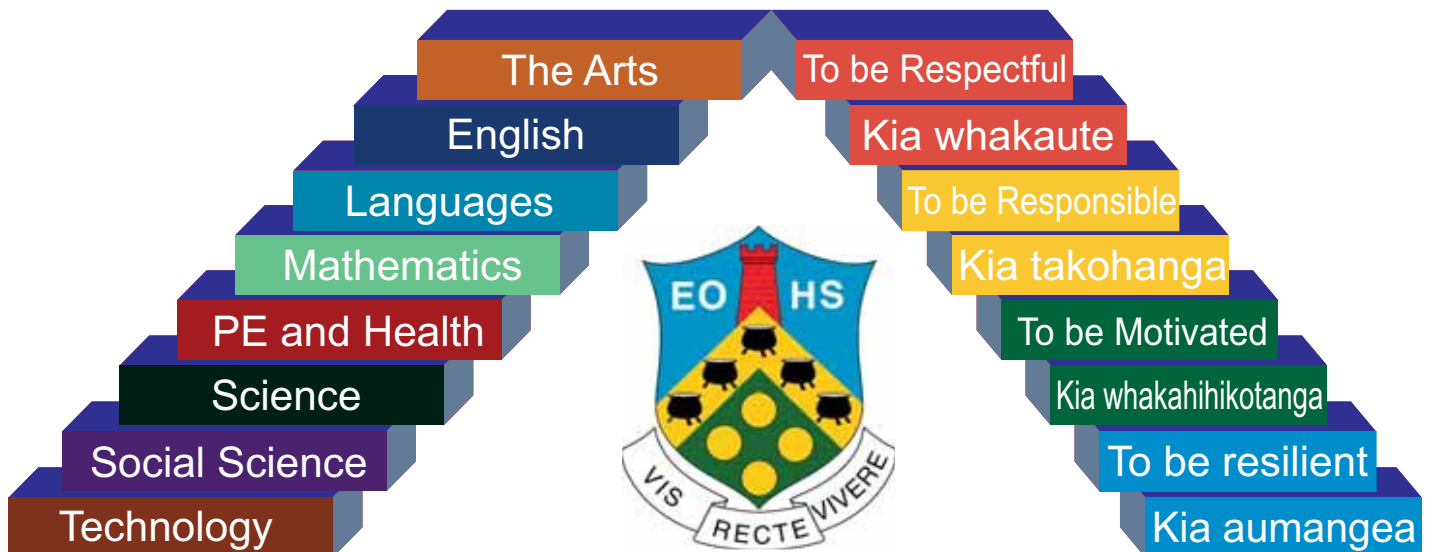 The Arts
English
Languages
Mathematics
PE and Health
Science
Social Science
Technology
To be Respectful
Kia whakaute
To be Responsible
Kia takohanga
To be Motivated
Kia whakahihikotanga
To be resilient
Kia aumangea
EO HS
VIS RECTE VIVERE